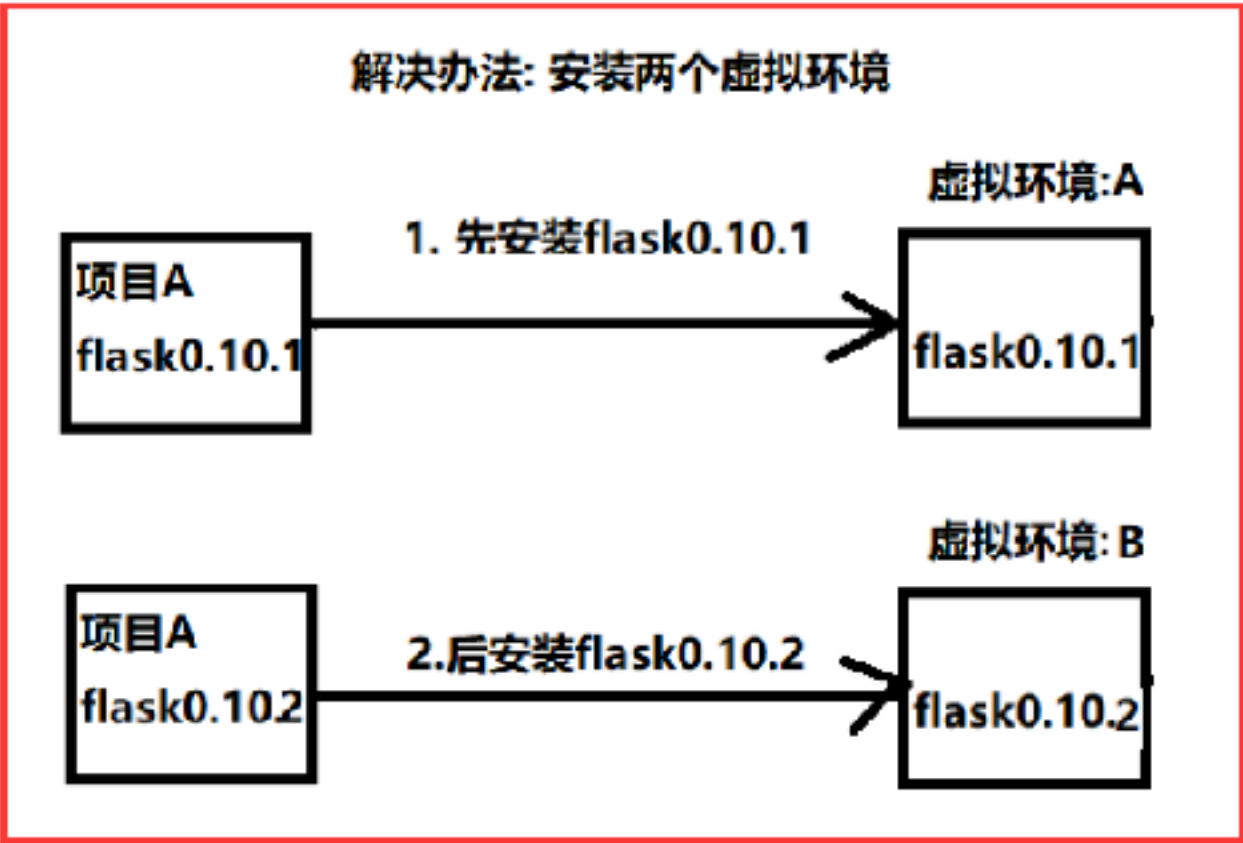 解决办法: 安装两个虚拟环境
虚拟环境:A
1. 先安装flask0.10.1
项目A
flask0.10.1
flask0.10.1
虚拟环境: B
项目A
flask0.10.2
2.后安装flask0.10.2
flask0.10.2